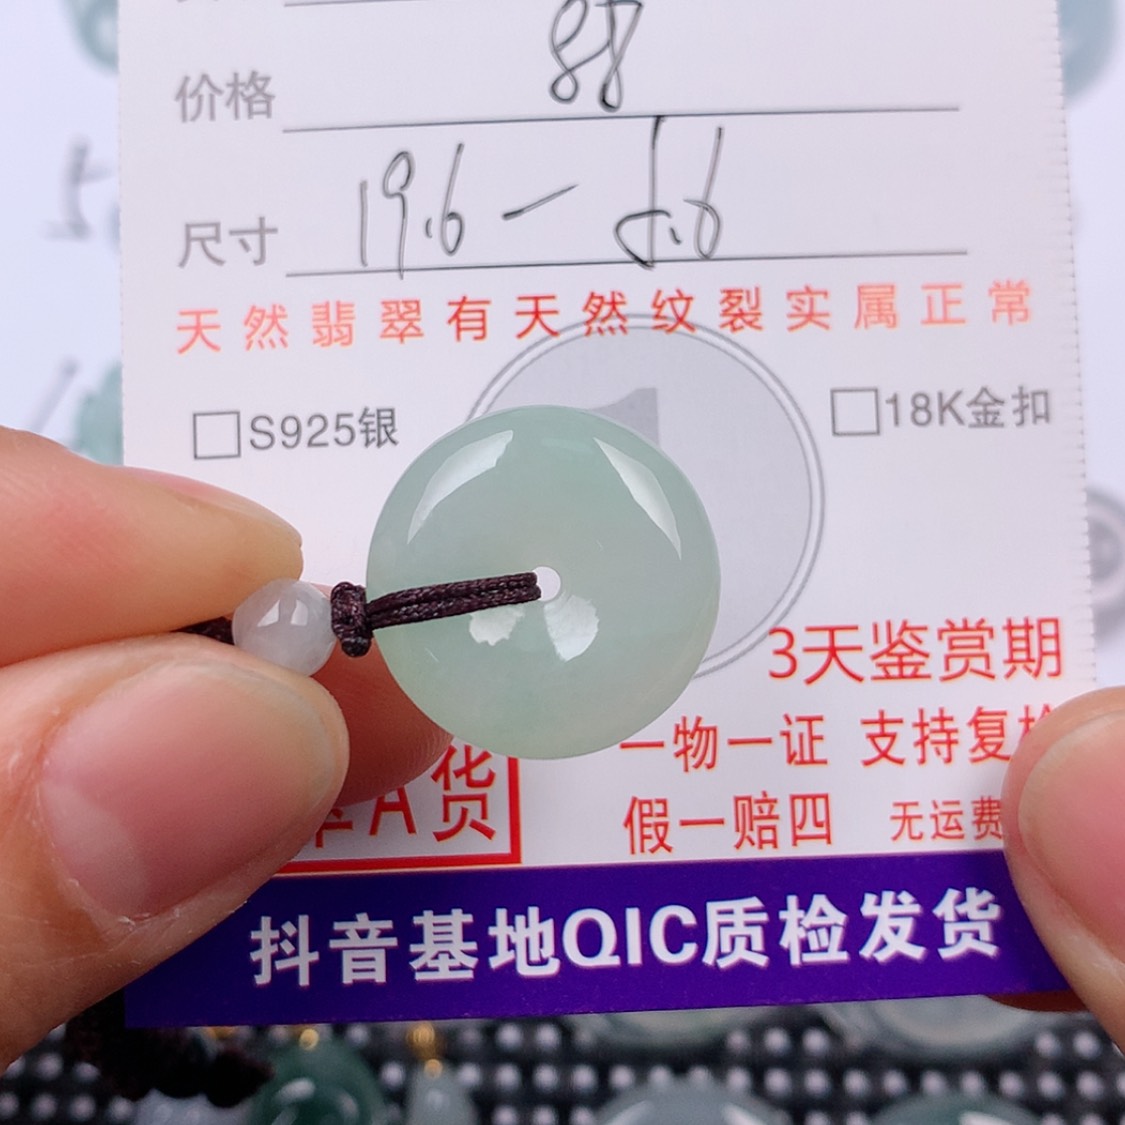 价格 88
尺寸 19.6-5.6
天然翡翠有天然纹裂实属正常
S925银 18K金扣
3天鉴赏期
一物一证 支持复检
A货
假一赔四 无运费
抖音基地QIC质检发货